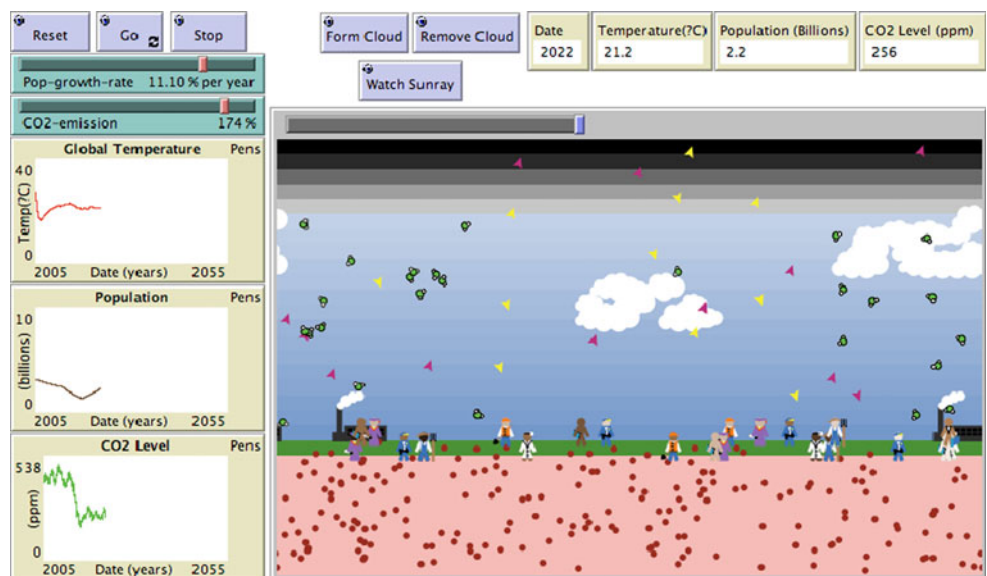 Reset
Go
Stop
Form Cloud
Remove Cloud
Watch Sunray
Date
2022
Temperature(?C)
21.2
Population (Billions)
2.2
CO2 Level (ppm)
256
Pop-growth-rate 11.10 % per year
CO2-emission 174 %
Global Temperature Pens
40
Temp(?C)
0
2005 Date (years) 2055
Population Pens
10
(billions)
0
2005 Date (years) 2055
CO2 Level Pens
538
(ppm)
0
2005 Date (years) 2055